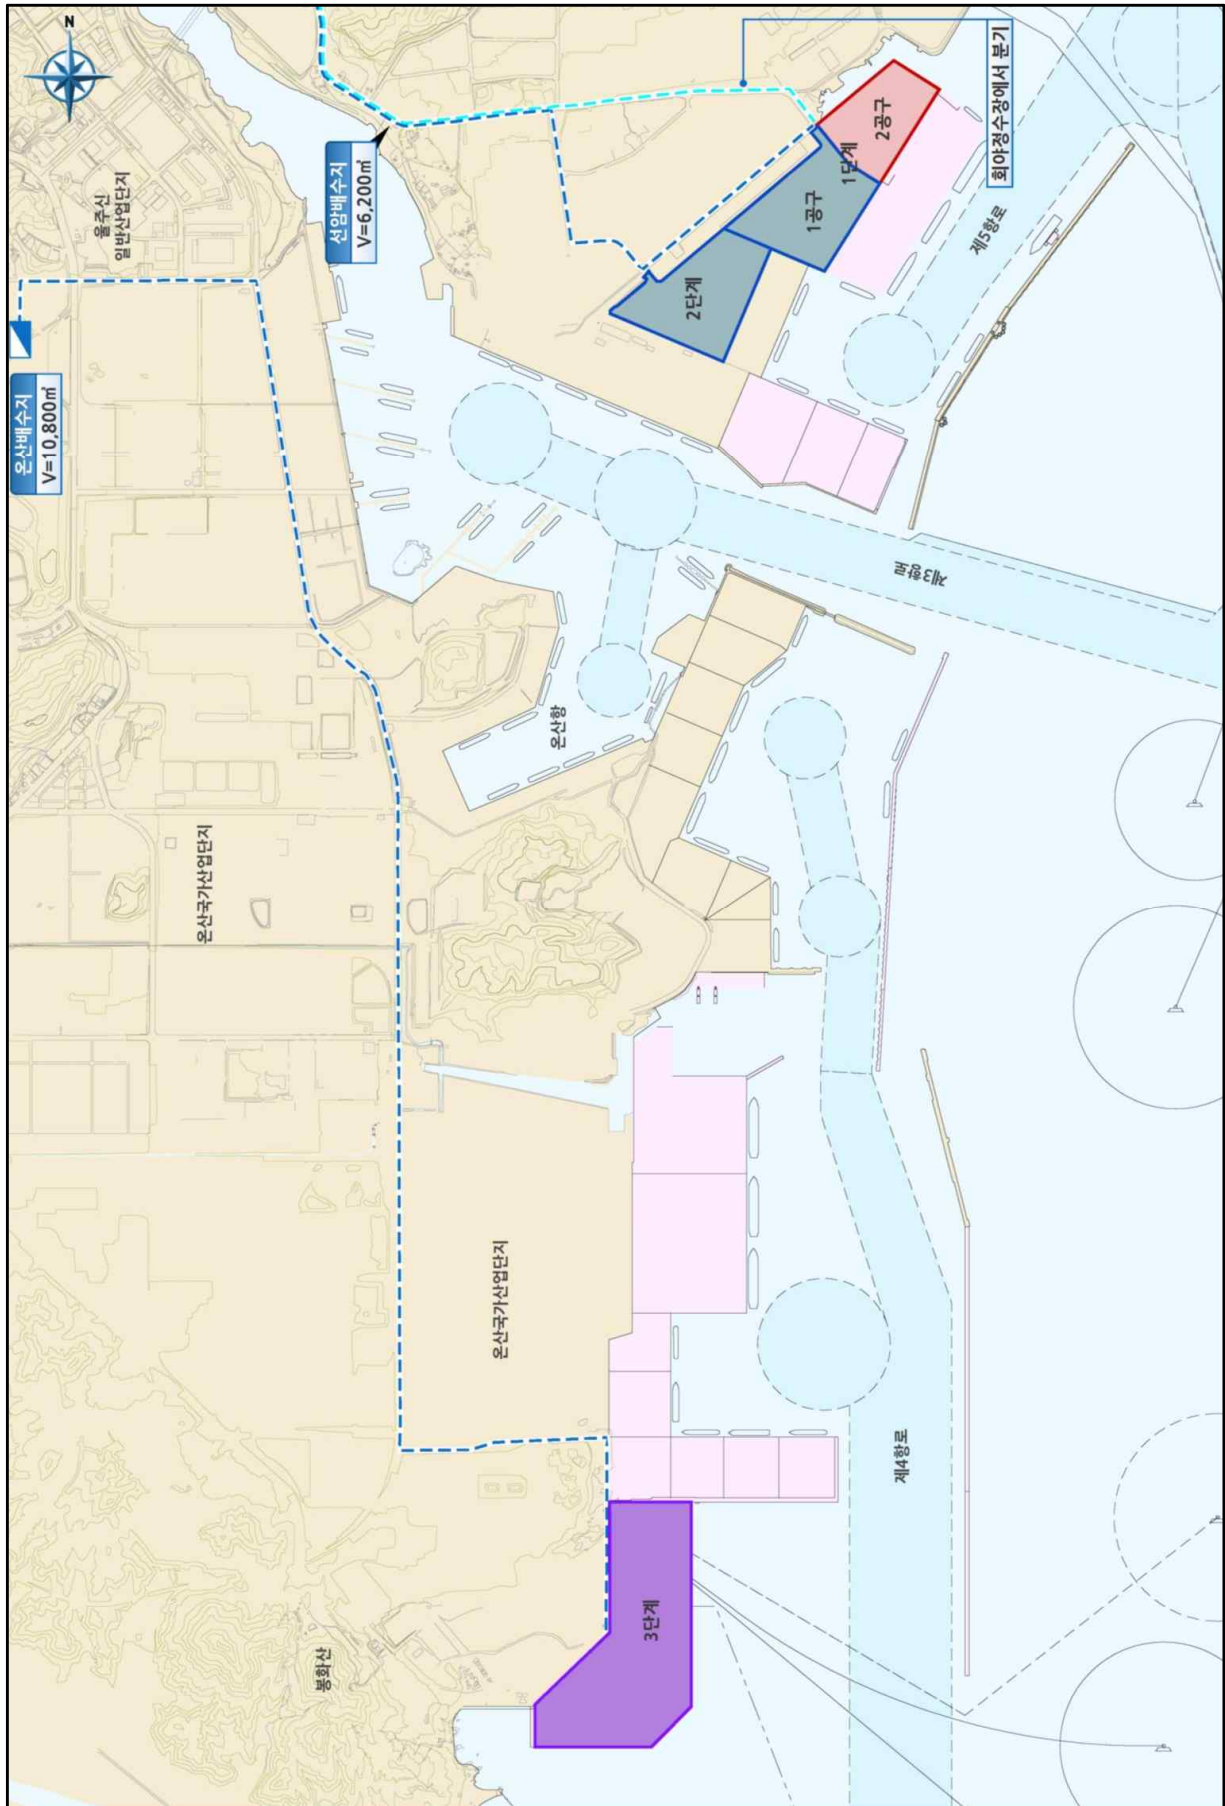 N
울주신
일반산업단지
온산배수지
V=10,800㎥
선암배수지
V=6,200㎥
회야정수장에서 분기
2공구
1단계
1공구
2단계
제5항로
제3항로
온산항
온산국가산업단지
온산국가산업단지
제4항로
봉화산
3단계